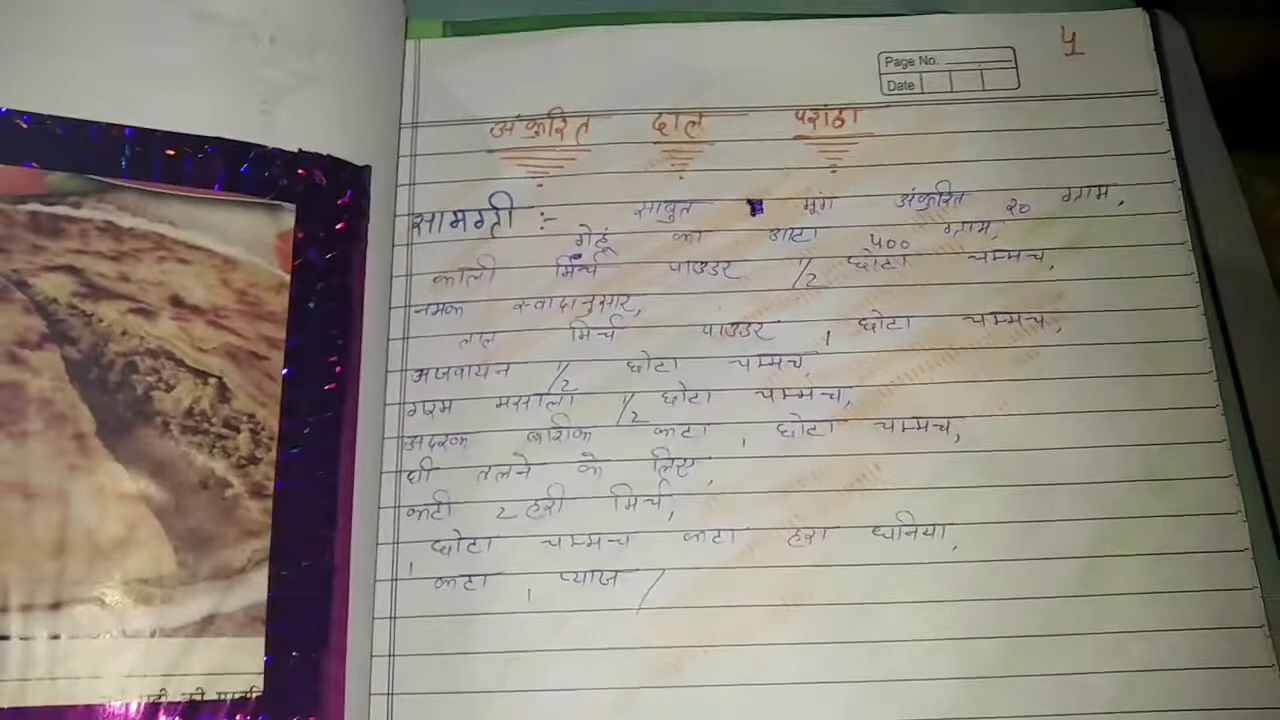 ५
Page No.
Date
अंकुरित दाल परांठा
सामग्री :- साबुत मूंग अंकुरित २० ग्राम,
गेहूं का आटा ५०० ग्राम,
काली मिर्च पाउडर 1/2 छोटा चम्मच,
नमक स्वादानुसार,
लाल मिर्च पाउडर 1 छोटा चम्मच,
अजवायन 1/2 छोटा चम्मच,
गरम मसाला 1/2 छोटा चम्मच,
अदरक बारीक कटा 1 छोटा चम्मच,
घी तलने के लिए,
कटी 2 हरी मिर्च,
1 छोटा चम्मच कटा हरा धनिया,
कटा 1 प्याज /